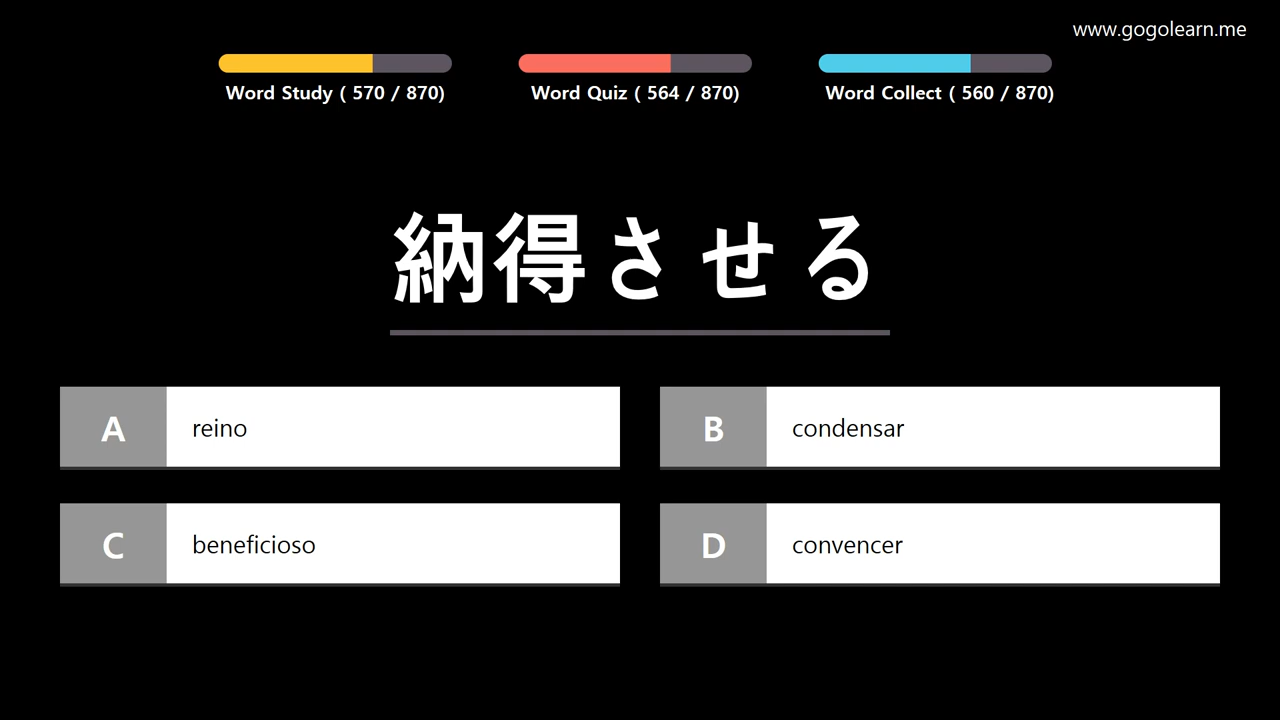 www.gogolearn.me
Word Study ( 570 / 870)
Word Quiz ( 564 / 870)
Word Collect ( 560 / 870)
納得させる
A reino
B condensar
C beneficioso
D convencer